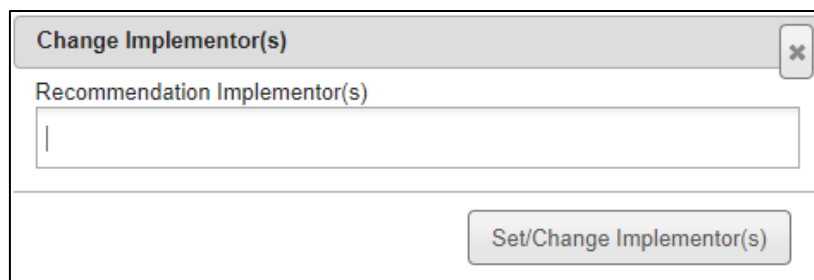 Change Implementor(s)
Recommendation Implementor(s)
Set/Change Implementor(s)